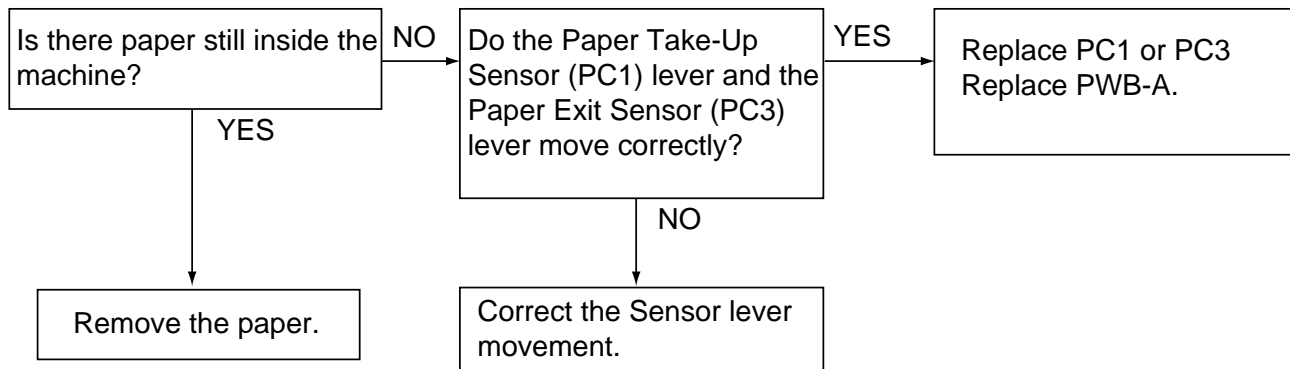 Is there paper still inside the
machine?
NO
YES
Do the Paper Take-Up
Sensor (PC1) lever and the
Paper Exit Sensor (PC3)
lever move correctly?
YES
NO
Replace PC1 or PC3
Replace PWB-A.
Remove the paper.
Correct the Sensor lever
movement.